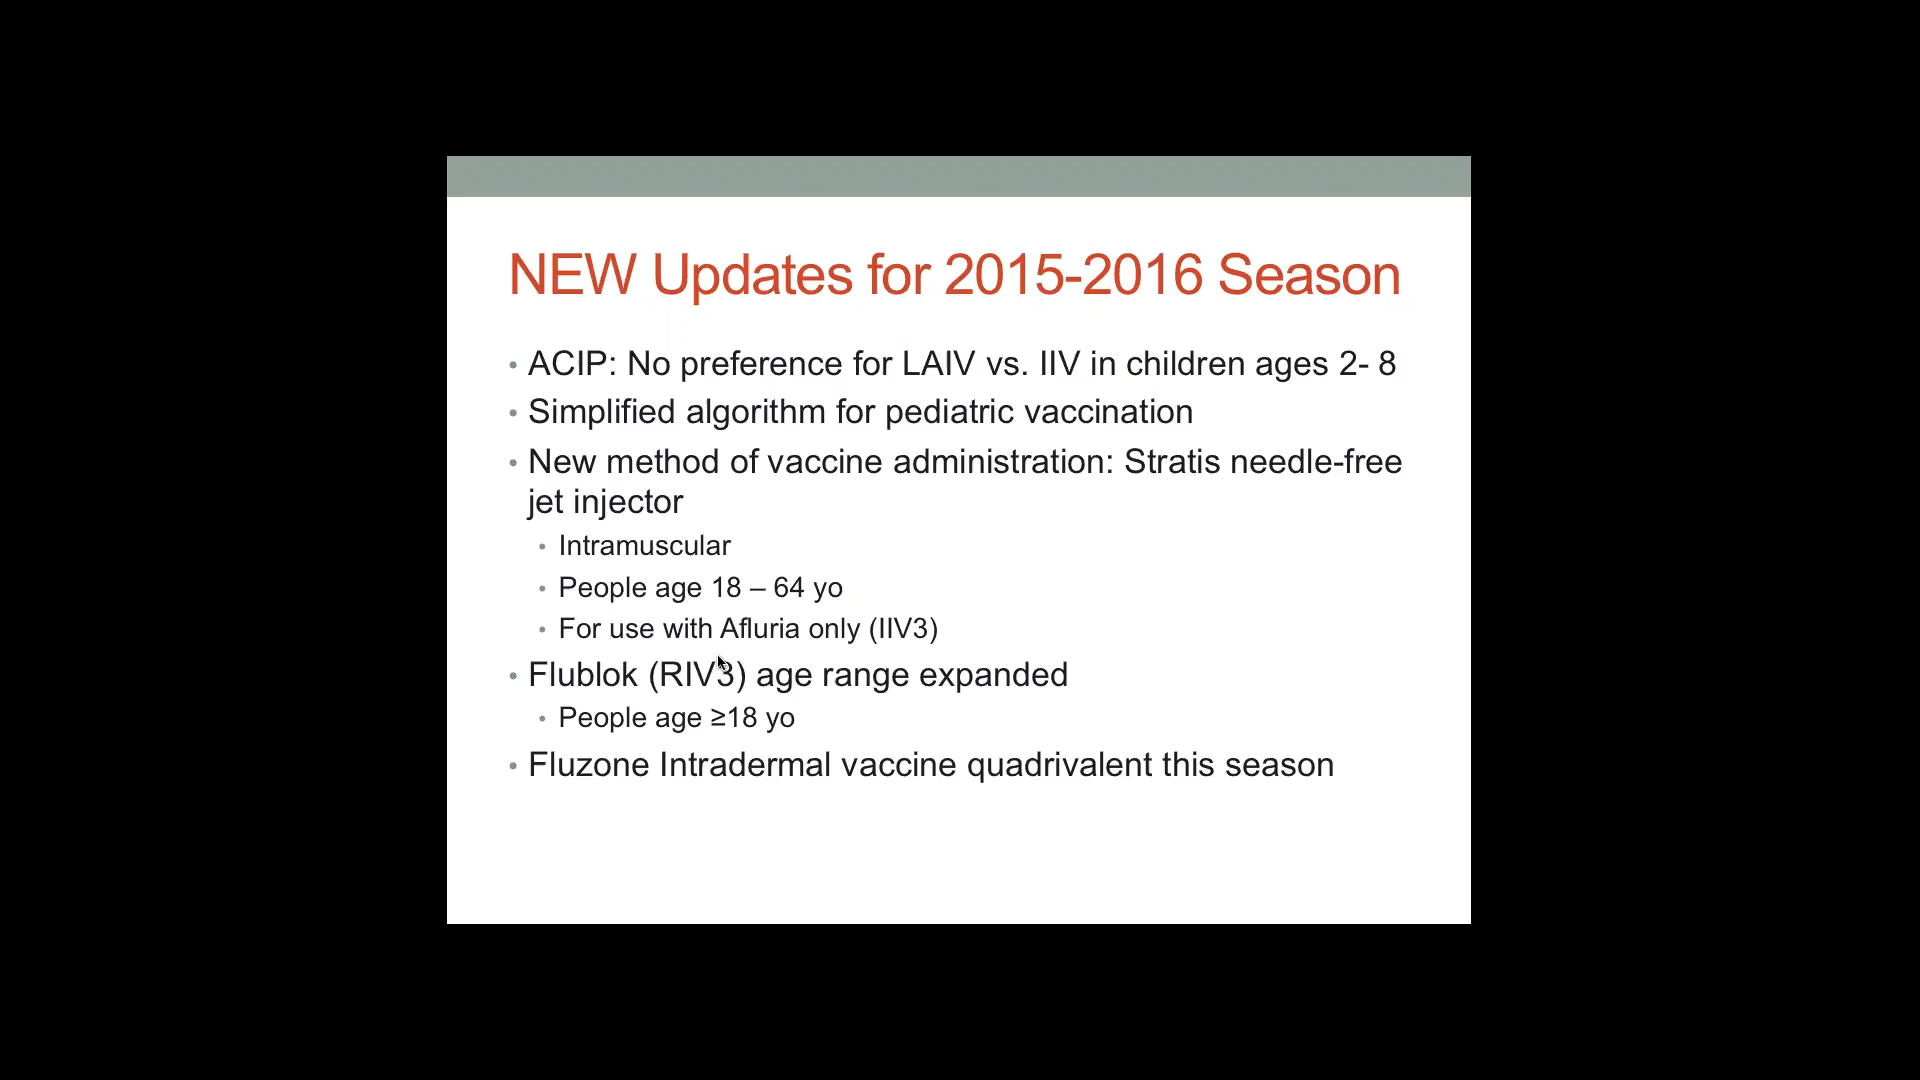 NEW Updates for 2015-2016 Season
• ACIP: No preference for LAIV vs. IIV in children ages 2- 8
• Simplified algorithm for pediatric vaccination
• New method of vaccine administration: Stratis needle-free
jet injector
• Intramuscular
• People age 18 – 64 yo
• For use with Afluria only (IIV3)
• Flublok (RIV3) age range expanded
• People age ≥18 yo
• Fluzone Intradermal vaccine quadrivalent this season